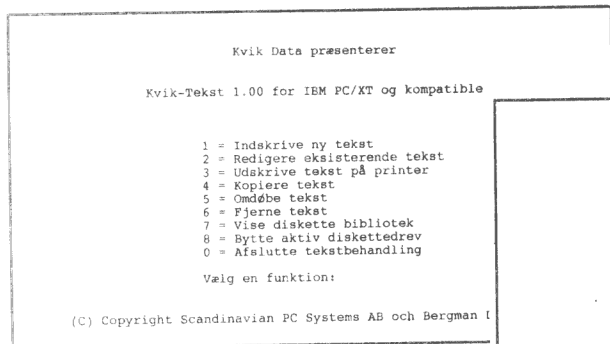 Kvik Data præsenterer
Kvik-Tekst 1.00 for IBM PC/XT og kompatible
1 = Indskrive ny tekst
2 = Redigere eksisterende tekst
3 = Udskrive tekst på printer
4 = Kopiere tekst
5 = Omdøbe tekst
6 = Fjerne tekst
7 = Vise diskette bibliotek
8 = Bytte aktiv diskettedrev
0 = Afslutte tekstbehandling
Vælg en funktion:
(C) Copyright Scandinavian PC Systems AB och Bergman